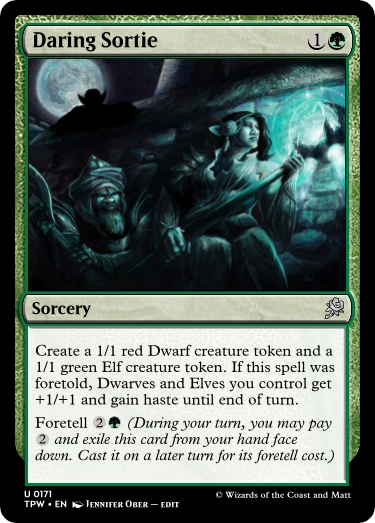 Daring Sortie 1
Sorcery
Create a 1/1 red Dwarf creature token and a
1/1 green Elf creature token. If this spell was
foretold, Dwarves and Elves you control get
+1/+1 and gain haste until end of turn.
Foretell 2 (During your turn, you may pay
2 and exile this card from your hand face
down. Cast it on a later turn for its foretell cost.)
U 0171
TPW • EN Jennifer Ober — edit
© Wizards of the Coast and Matt